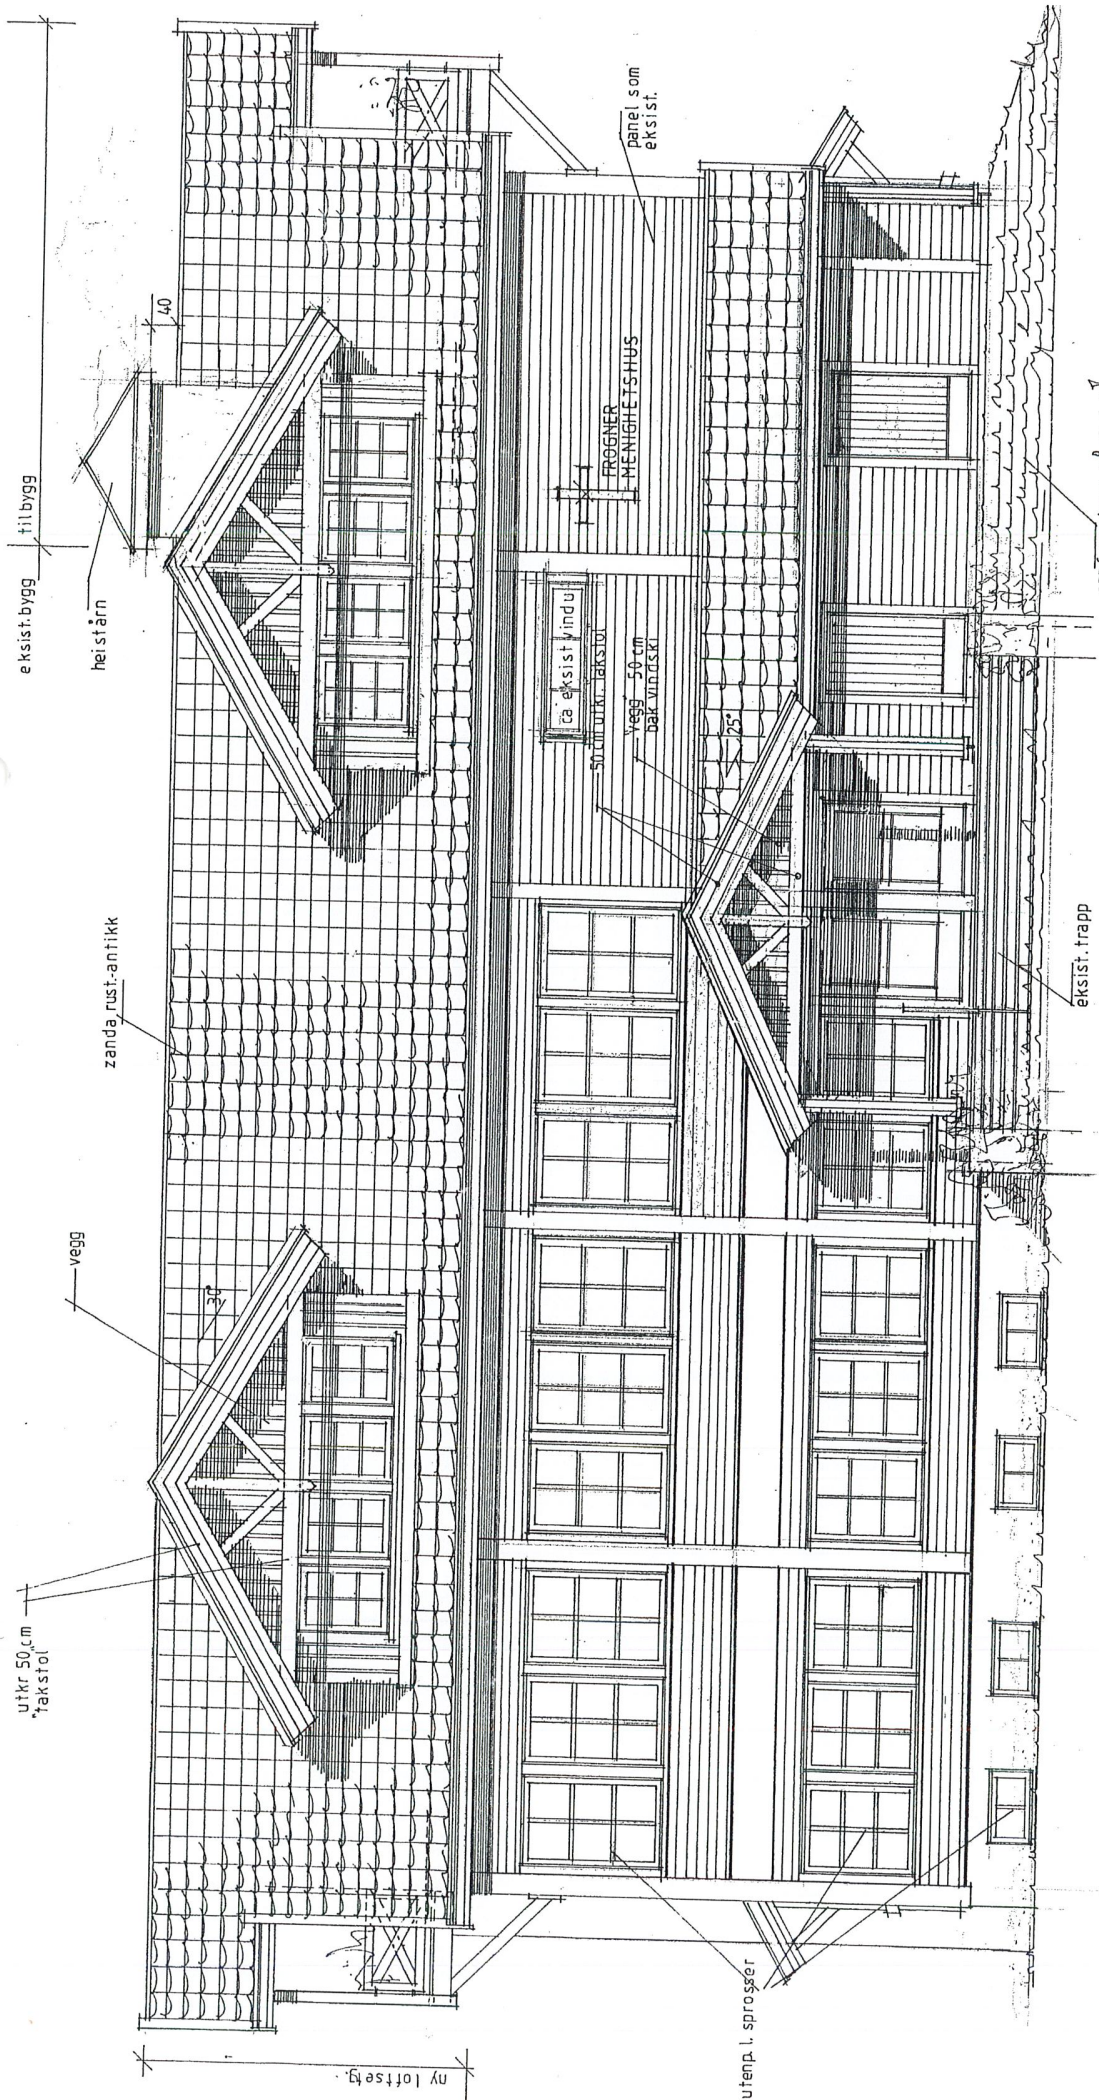 eksist.bygg
tilbygg
heistårn
40
zanda rust.-antikk
vegg
utkr 50 cm
"takstol"
30°
panel som
eksist.
FROGNER
MENIGHETSHUS
ca eksist vindu
50 cm utkr. takstol
vegg 50 cm
bak vindski
25°
eksist. trapp
utenp.l. sprosser
ny loftsetg.